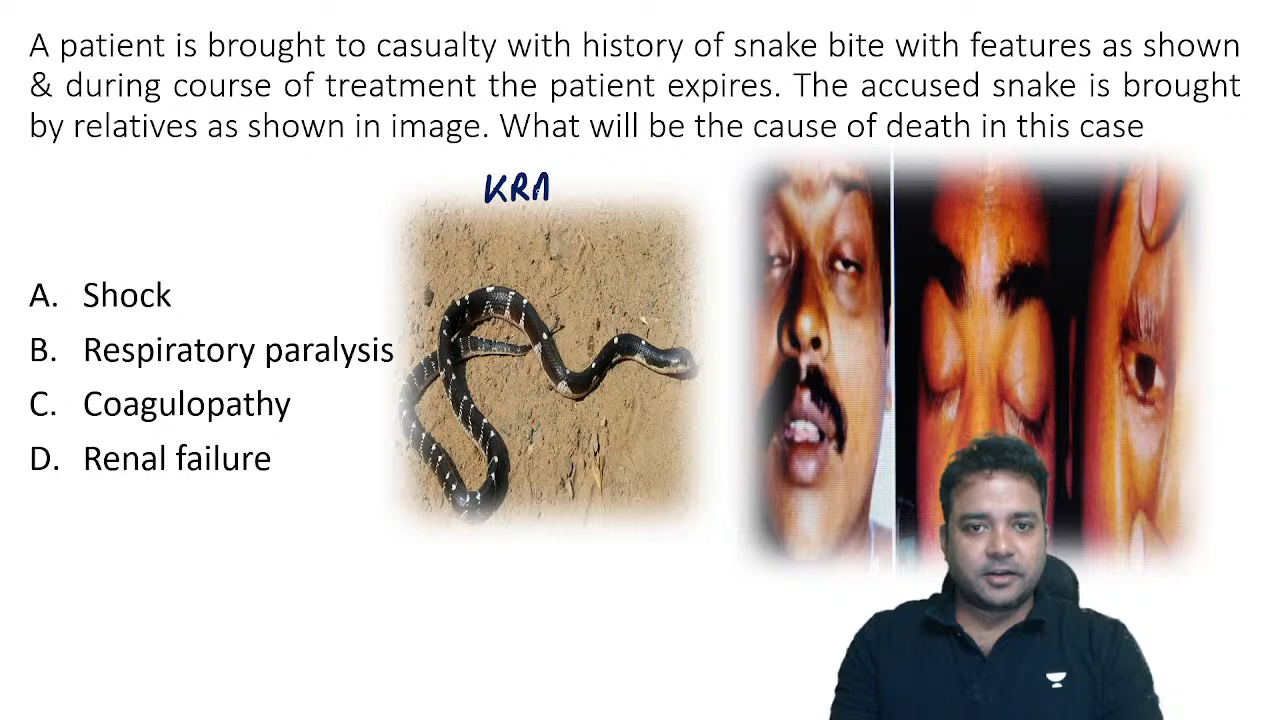 A patient is brought to casualty with history of snake bite with features as shown
& during course of treatment the patient expires. The accused snake is brought
by relatives as shown in image. What will be the cause of death in this case
KRA
A. Shock
B. Respiratory paralysis
C. Coagulopathy
D. Renal failure